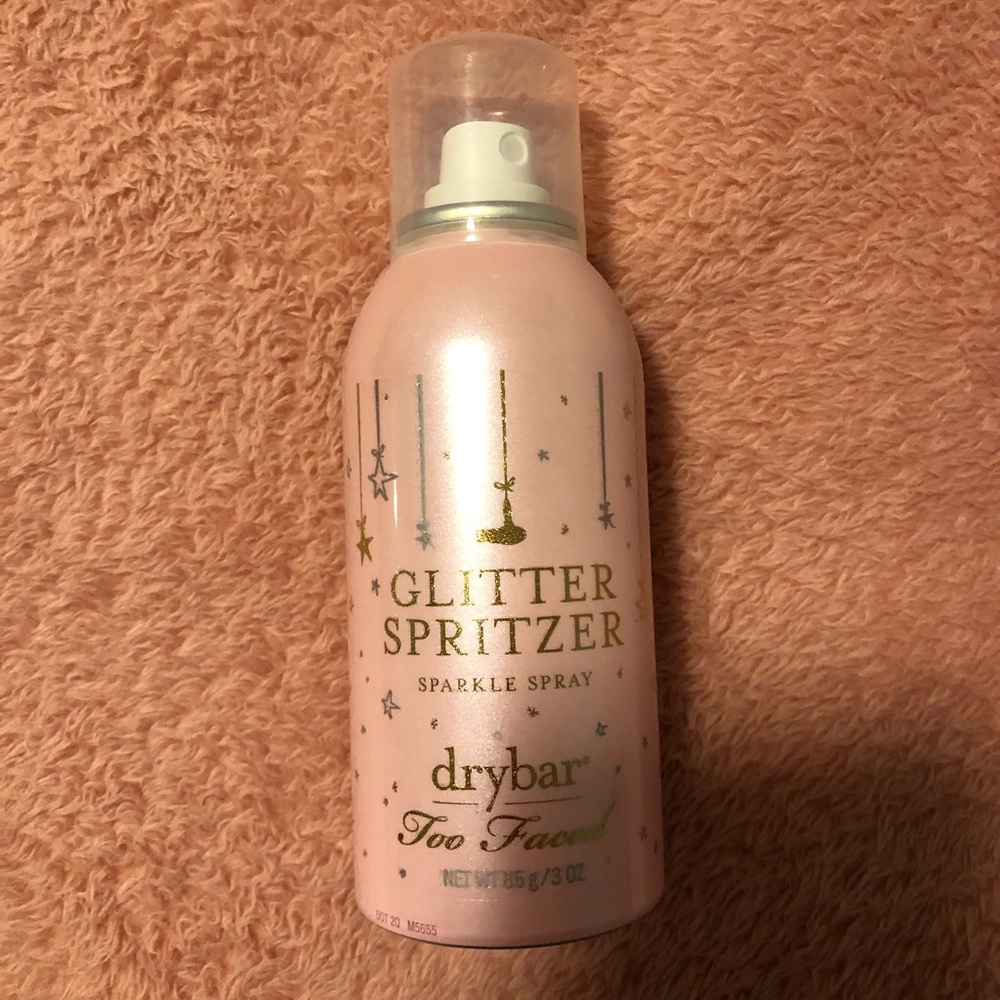 GLITTER
SPRITZER
SPARKLE SPRAY
drybar
Too Faced
NET WT 85 g/3 OZ
DOT 2Q M5655